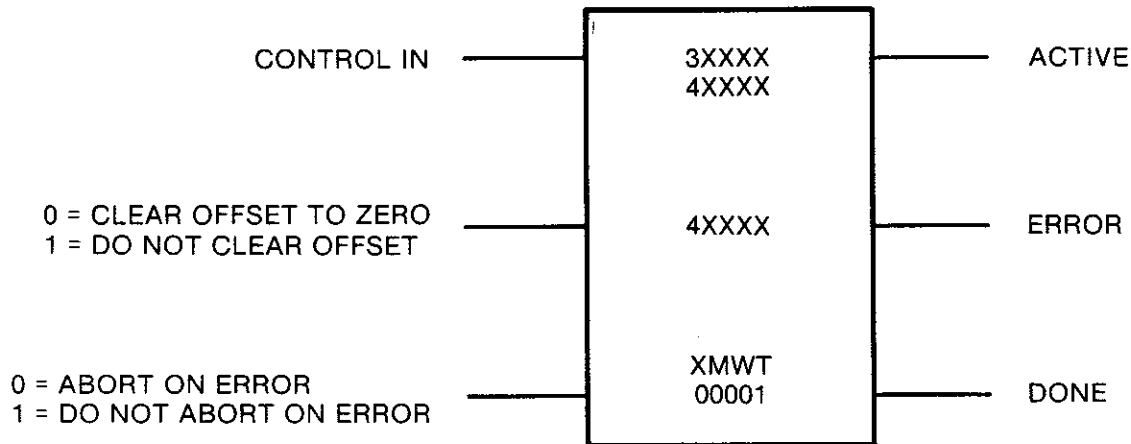 CONTROL IN
3XXXX
4XXXX
ACTIVE
0 = CLEAR OFFSET TO ZERO
1 = DO NOT CLEAR OFFSET
4XXXX
ERROR
0 = ABORT ON ERROR
1 = DO NOT ABORT ON ERROR
XMWT
00001
DONE